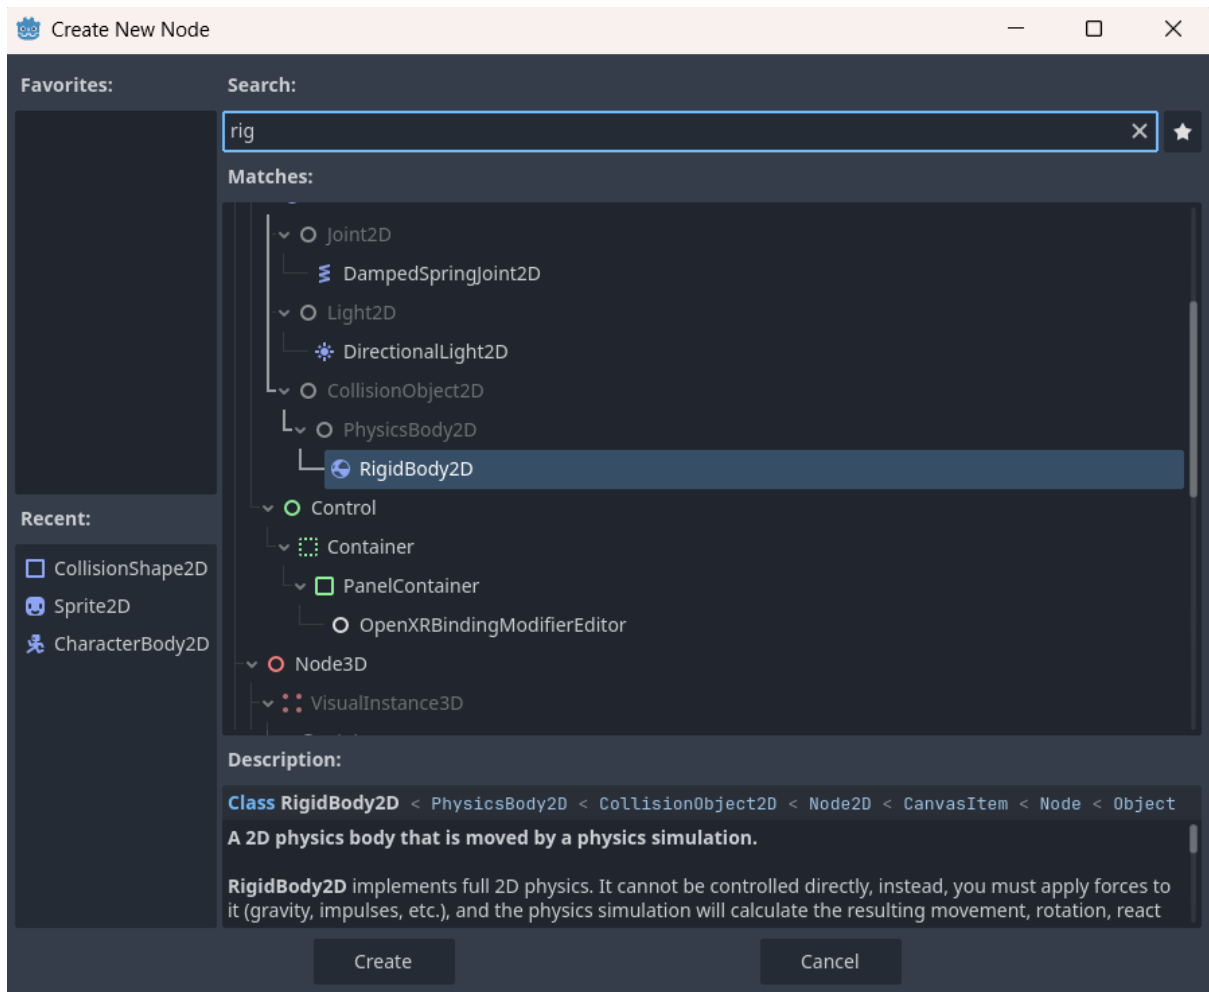 Create New Node
Favorites:
Search:
rig
Matches:
Joint2D
DampedSpringJoint2D
Light2D
DirectionalLight2D
CollisionObject2D
PhysicsBody2D
RigidBody2D
Control
Container
PanelContainer
OpenXRBindingModifierEditor
Node3D
VisualInstance3D
Recent:
CollisionShape2D
Sprite2D
CharacterBody2D
Description:
Class RigidBody2D < PhysicsBody2D < CollisionObject2D < Node2D < CanvasItem < Node < Object
A 2D physics body that is moved by a physics simulation.
RigidBody2D implements full 2D physics. It cannot be controlled directly, instead, you must apply forces to
it (gravity, impulses, etc.), and the physics simulation will calculate the resulting movement, rotation, react
Create
Cancel